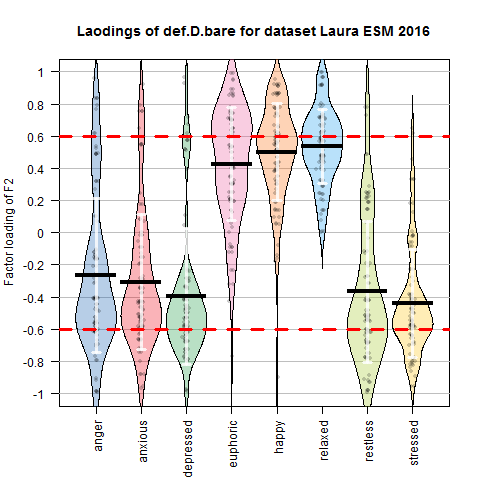 Laodings of def.D.bare for dataset Laura ESM 2016
Factor loading of F2
1
0.8
0.6
0.4
0.2
0
-0.2
-0.4
-0.6
-0.8
-1
anger
anxious
depressed
euphoric
happy
relaxed
restless
stressed